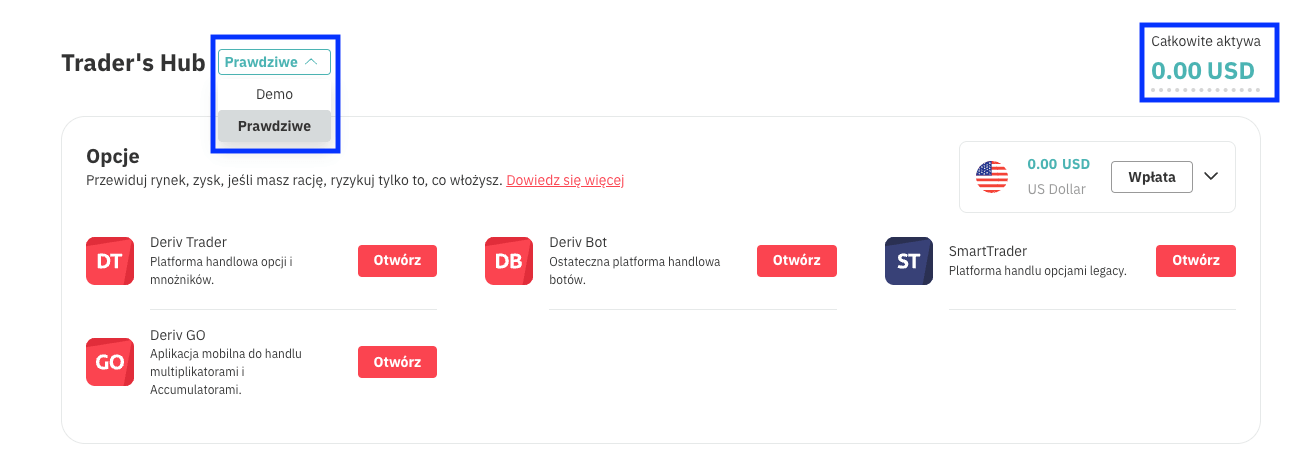 Trader's Hub
Prawdziwe
Demo
Prawdziwe
Całkowite aktywa
0.00 USD
Opcje
Przewiduj rynek, zysk, jeśli masz rację, ryzykuj tylko to, co włożysz. Dowiedz się więcej
0.00 USD
US Dollar
Wpłata
DT
Deriv Trader
Platforma handlowa opcji i
mnożników.
Otwórz
DB
Deriv Bot
Ostateczna platforma handlowa
botów.
Otwórz
ST
SmartTrader
Platforma handlu opcjami legacy.
Otwórz
GO
Deriv GO
Aplikacja mobilna do handlu
multiplikatorami i
Accumulatorami.
Otwórz